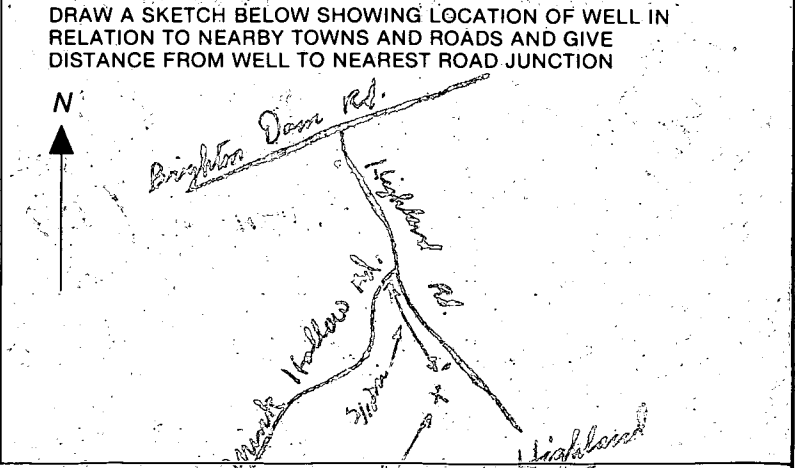 DRAW A SKETCH BELOW SHOWING LOCATION OF WELL IN
RELATION TO NEARBY TOWNS AND ROADS AND GIVE
DISTANCE FROM WELL TO NEAREST ROAD JUNCTION
N
Brighton Dam Rd.
Highland Rd.
Mink Hollow Rd.
Highland